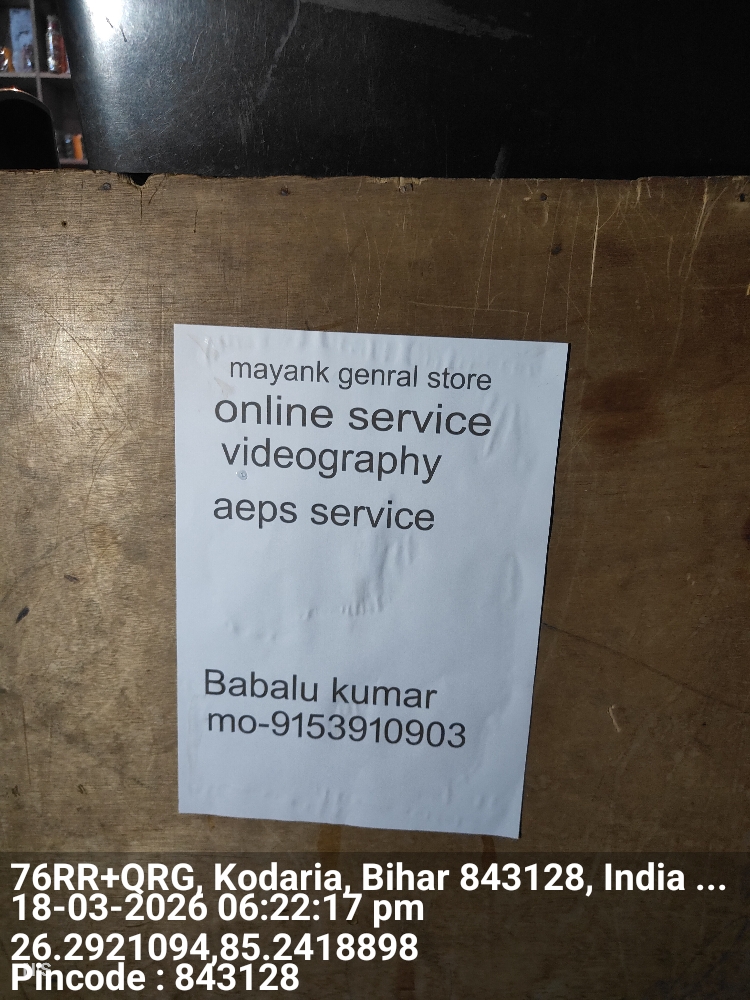 mayank genral store
online service
videography
aeps service
Babalu kumar
mo-9153910903
76RR+QRG, Kodaria, Bihar 843128, India ...
18-03-2026 06:22:17 pm
26.2921094,85.2418898
Pincode : 843128